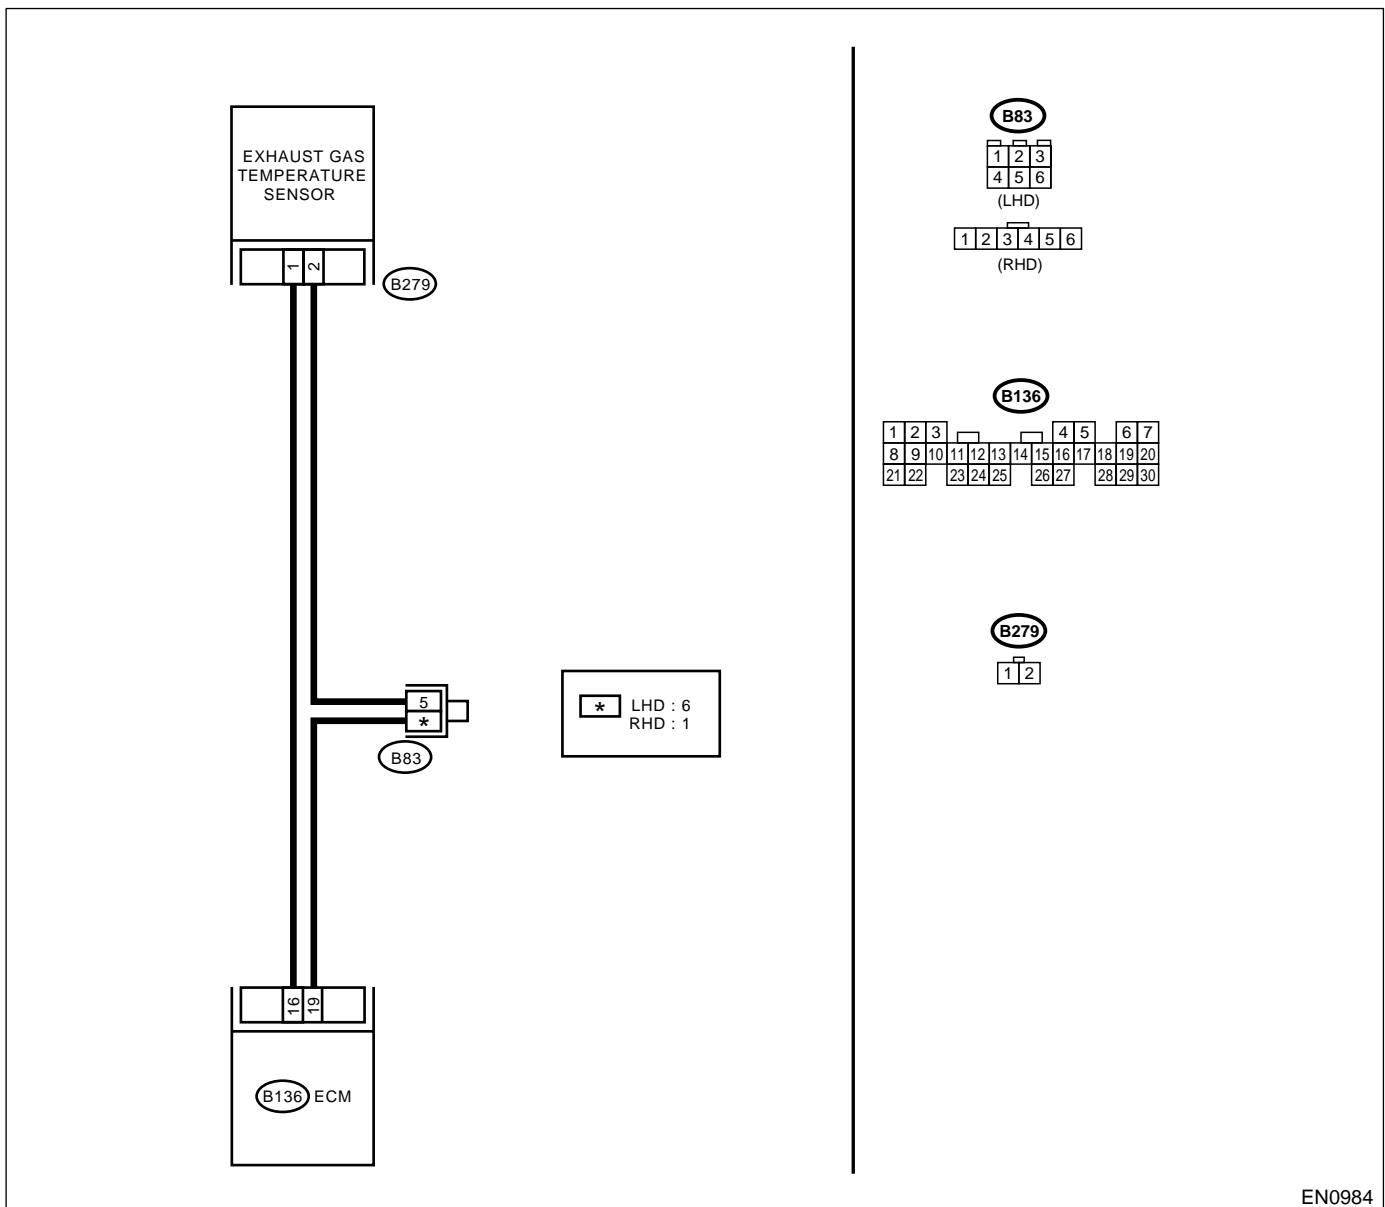 EXHAUST GAS
TEMPERATURE
SENSOR
1 2
B279
5
*
B83
* LHD : 6
RHD : 1
16 19
B136 ECM
B83
1 2 3
4 5 6
(LHD)
1 2 3 4 5 6
(RHD)
B136
1 2 3 4 5 6 7
8 9 10 11 12 13 14 15 16 17 18 19 20
21 22 23 24 25 26 27 28 29 30
B279
1 2
EN0984